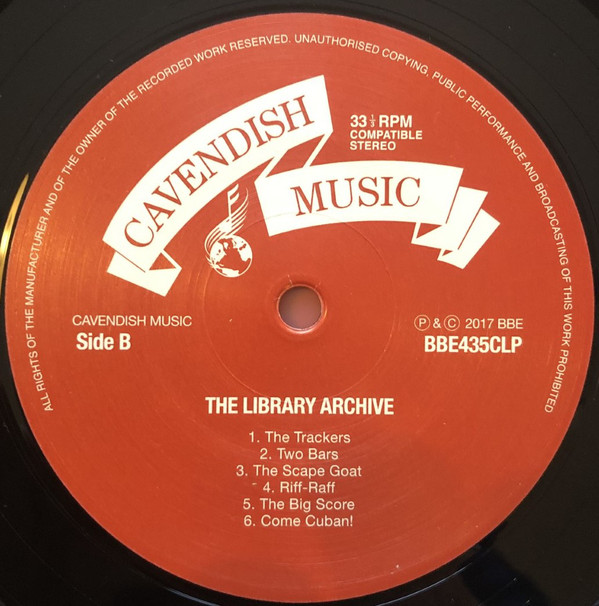 ALL RIGHTS OF THE MANUFACTURER AND OF THE OWNER OF THE RECORDED WORK RESERVED. UNAUTHORISED COPYING, PUBLIC PERFORMANCE AND BROADCASTING OF THIS WORK PROHIBITED
CAVENDISH
MUSIC
33 ⅓ RPM
COMPATIBLE
STEREO
CAVENDISH MUSIC
Side B
Ⓟ & © 2017 BBE
BBE435CLP
THE LIBRARY ARCHIVE
1. The Trackers
2. Two Bars
3. The Scape Goat
4. Riff-Raff
5. The Big Score
6. Come Cuban!